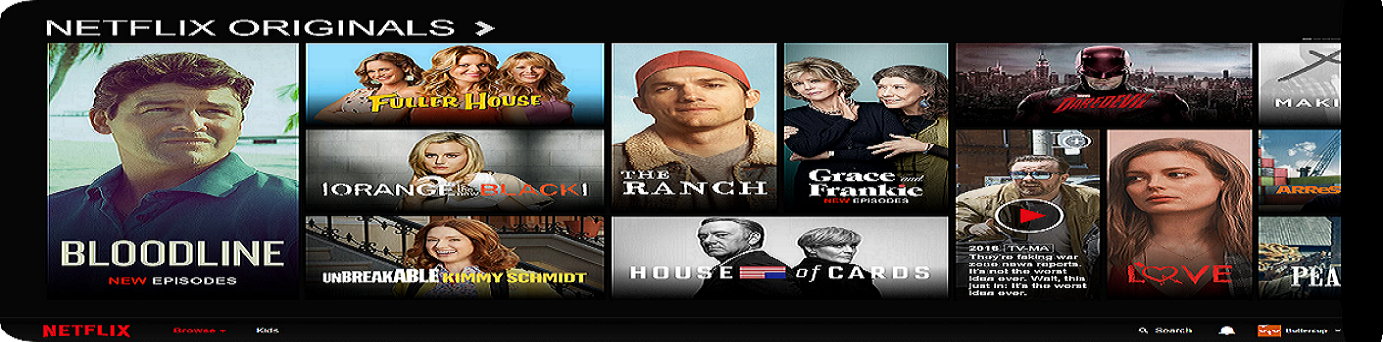 NETFLIX ORIGINALS >
BLOODLINE
NEW EPISODES
FULLER HOUSE
ORANGE is the new BLACK
UNBREAKABLE KIMMY SCHMIDT
THE
RANCH
Grace and
Frankie
NEW EPISODES
HOUSE of CARDS
MARVEL
DAREDEVIL
2016 TV-MA
They're faking war
zone news reports.
It's not the worst
idea ever. Wait, this
just in: It's the worst
idea ever.
LOVE
MAKI
ARReS
PEA
NETFLIX Browse Kids Search Buttercup